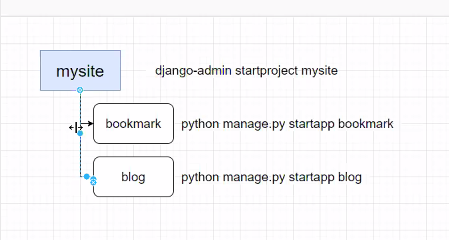 mysite django-admin startproject mysite
bookmark python manage.py startapp bookmark
blog python manage.py startapp blog